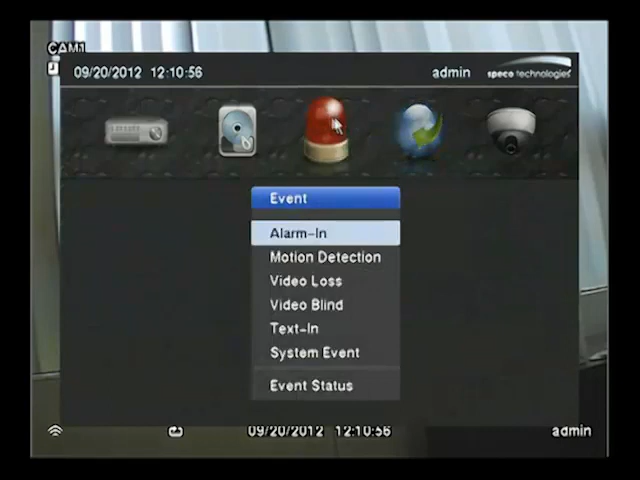 CAM1
09/20/2012 12:10:56 admin speco technologies
Event
Alarm-In
Motion Detection
Video Loss
Video Blind
Text-In
System Event
Event Status
09/20/2012 12:10:56 admin